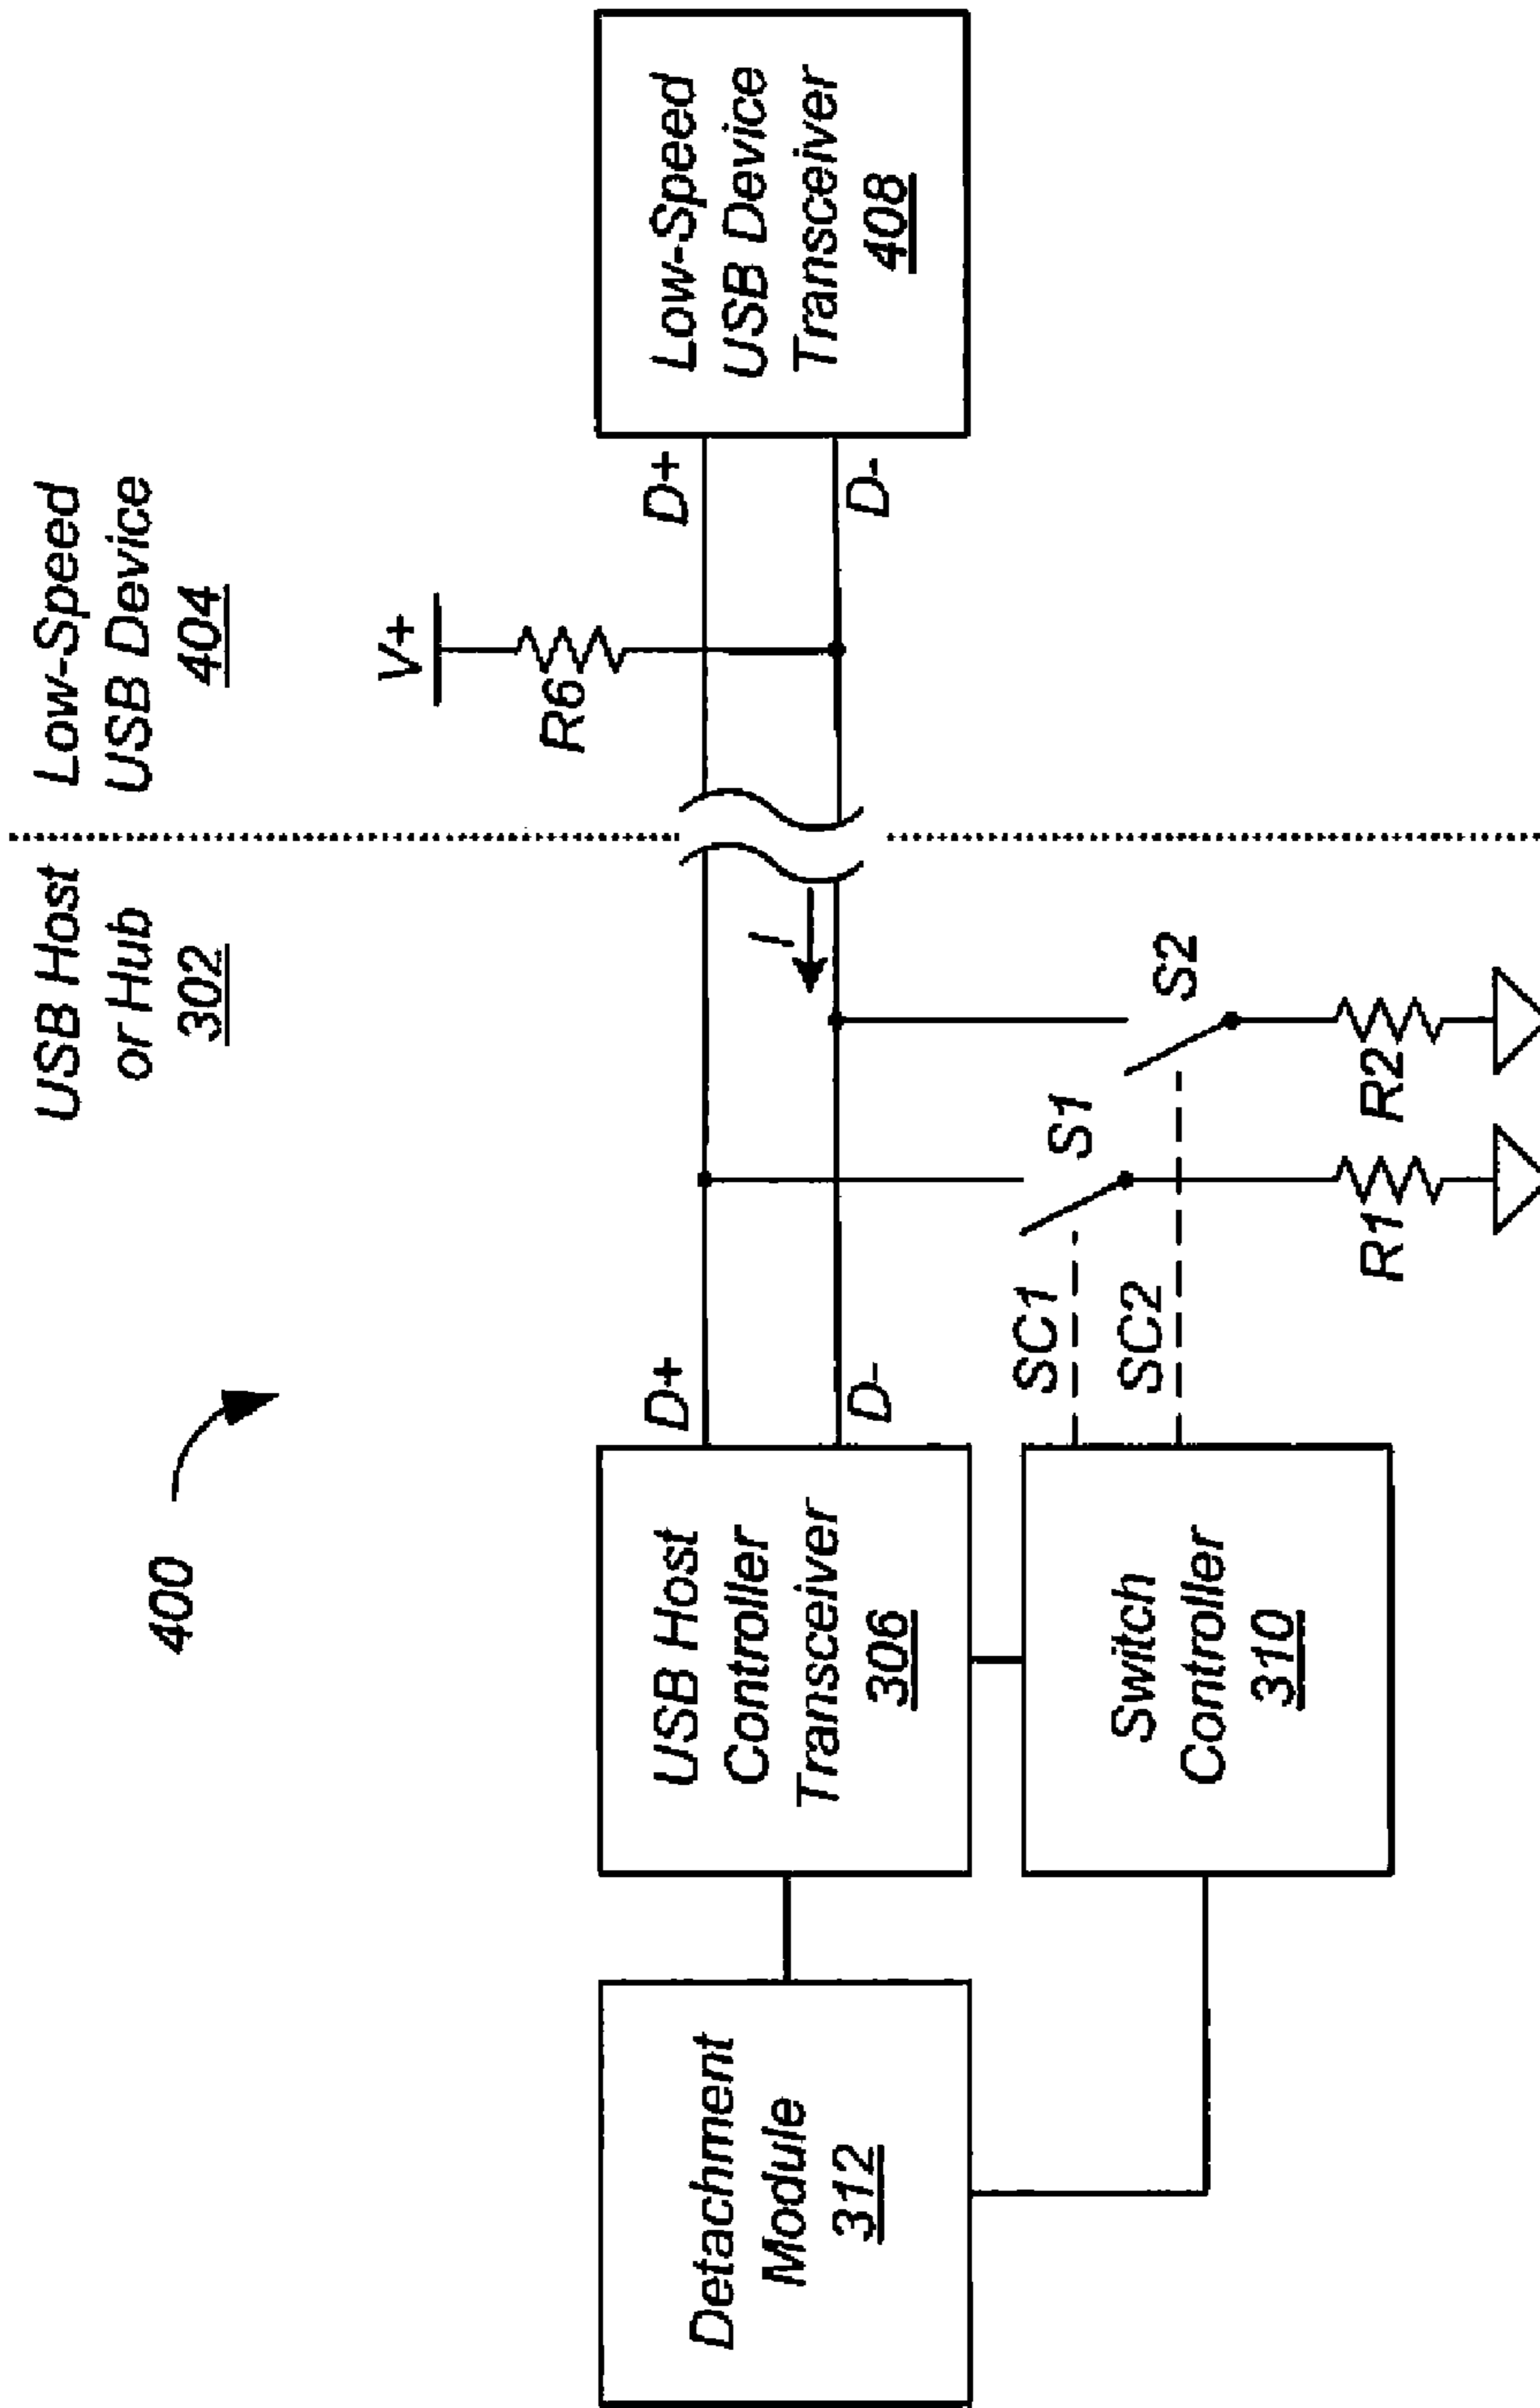 USB Host
or Hub
302
Low-Speed
USB Device
404
400
V+
R6
Detachment
Module
312
USB Host
Controller
Transceiver
306
D+
D-
I
D+
D-
Low-Speed
USB Device
Transceiver
408
Switch
Controller
310
SC1
SC2
S1
S2
R1
R2